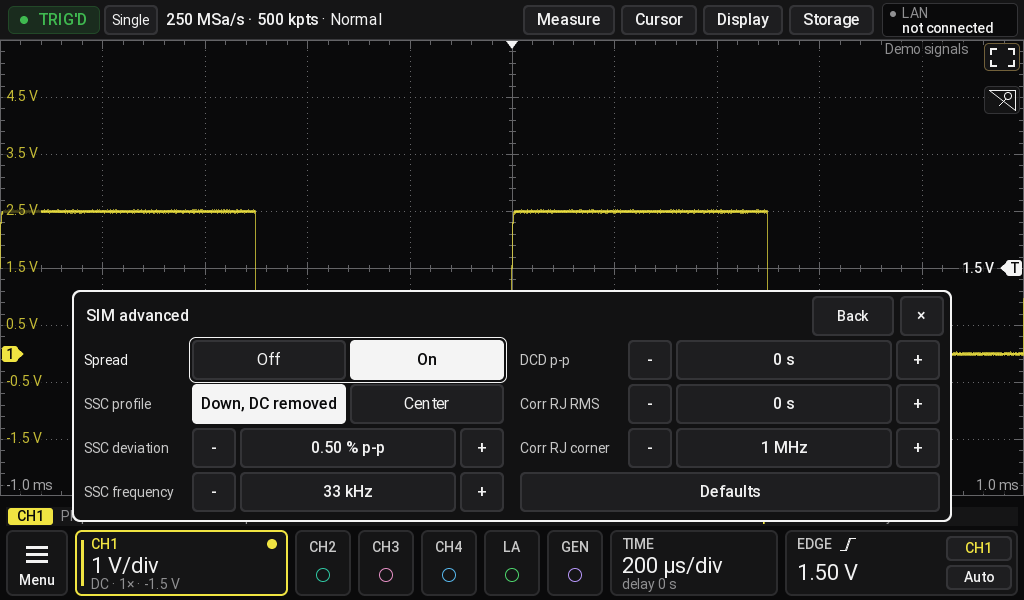 TRIG'D
Single
250 MSa/s · 500 kpts · Normal
Measure
Cursor
Display
Storage
LAN
not connected
Demo signals
4.5 V
3.5 V
2.5 V
1.5 V
1.5 V
T
0.5 V
1
-0.5 V
-1.5 V
-1.0 ms
1.0 ms
SIM advanced
Back
×
Spread
Off
On
DCD p-p
-
0 s
+
SSC profile
Down, DC removed
Center
Corr RJ RMS
-
0 s
+
SSC deviation
-
0.50 % p-p
+
Corr RJ corner
-
1 MHz
+
SSC frequency
-
33 kHz
+
Defaults
CH1
Menu
CH1
1 V/div
DC · 1× · -1.5 V
CH2
CH3
CH4
LA
GEN
TIME
200 µs/div
delay 0 s
EDGE
1.50 V
CH1
Auto